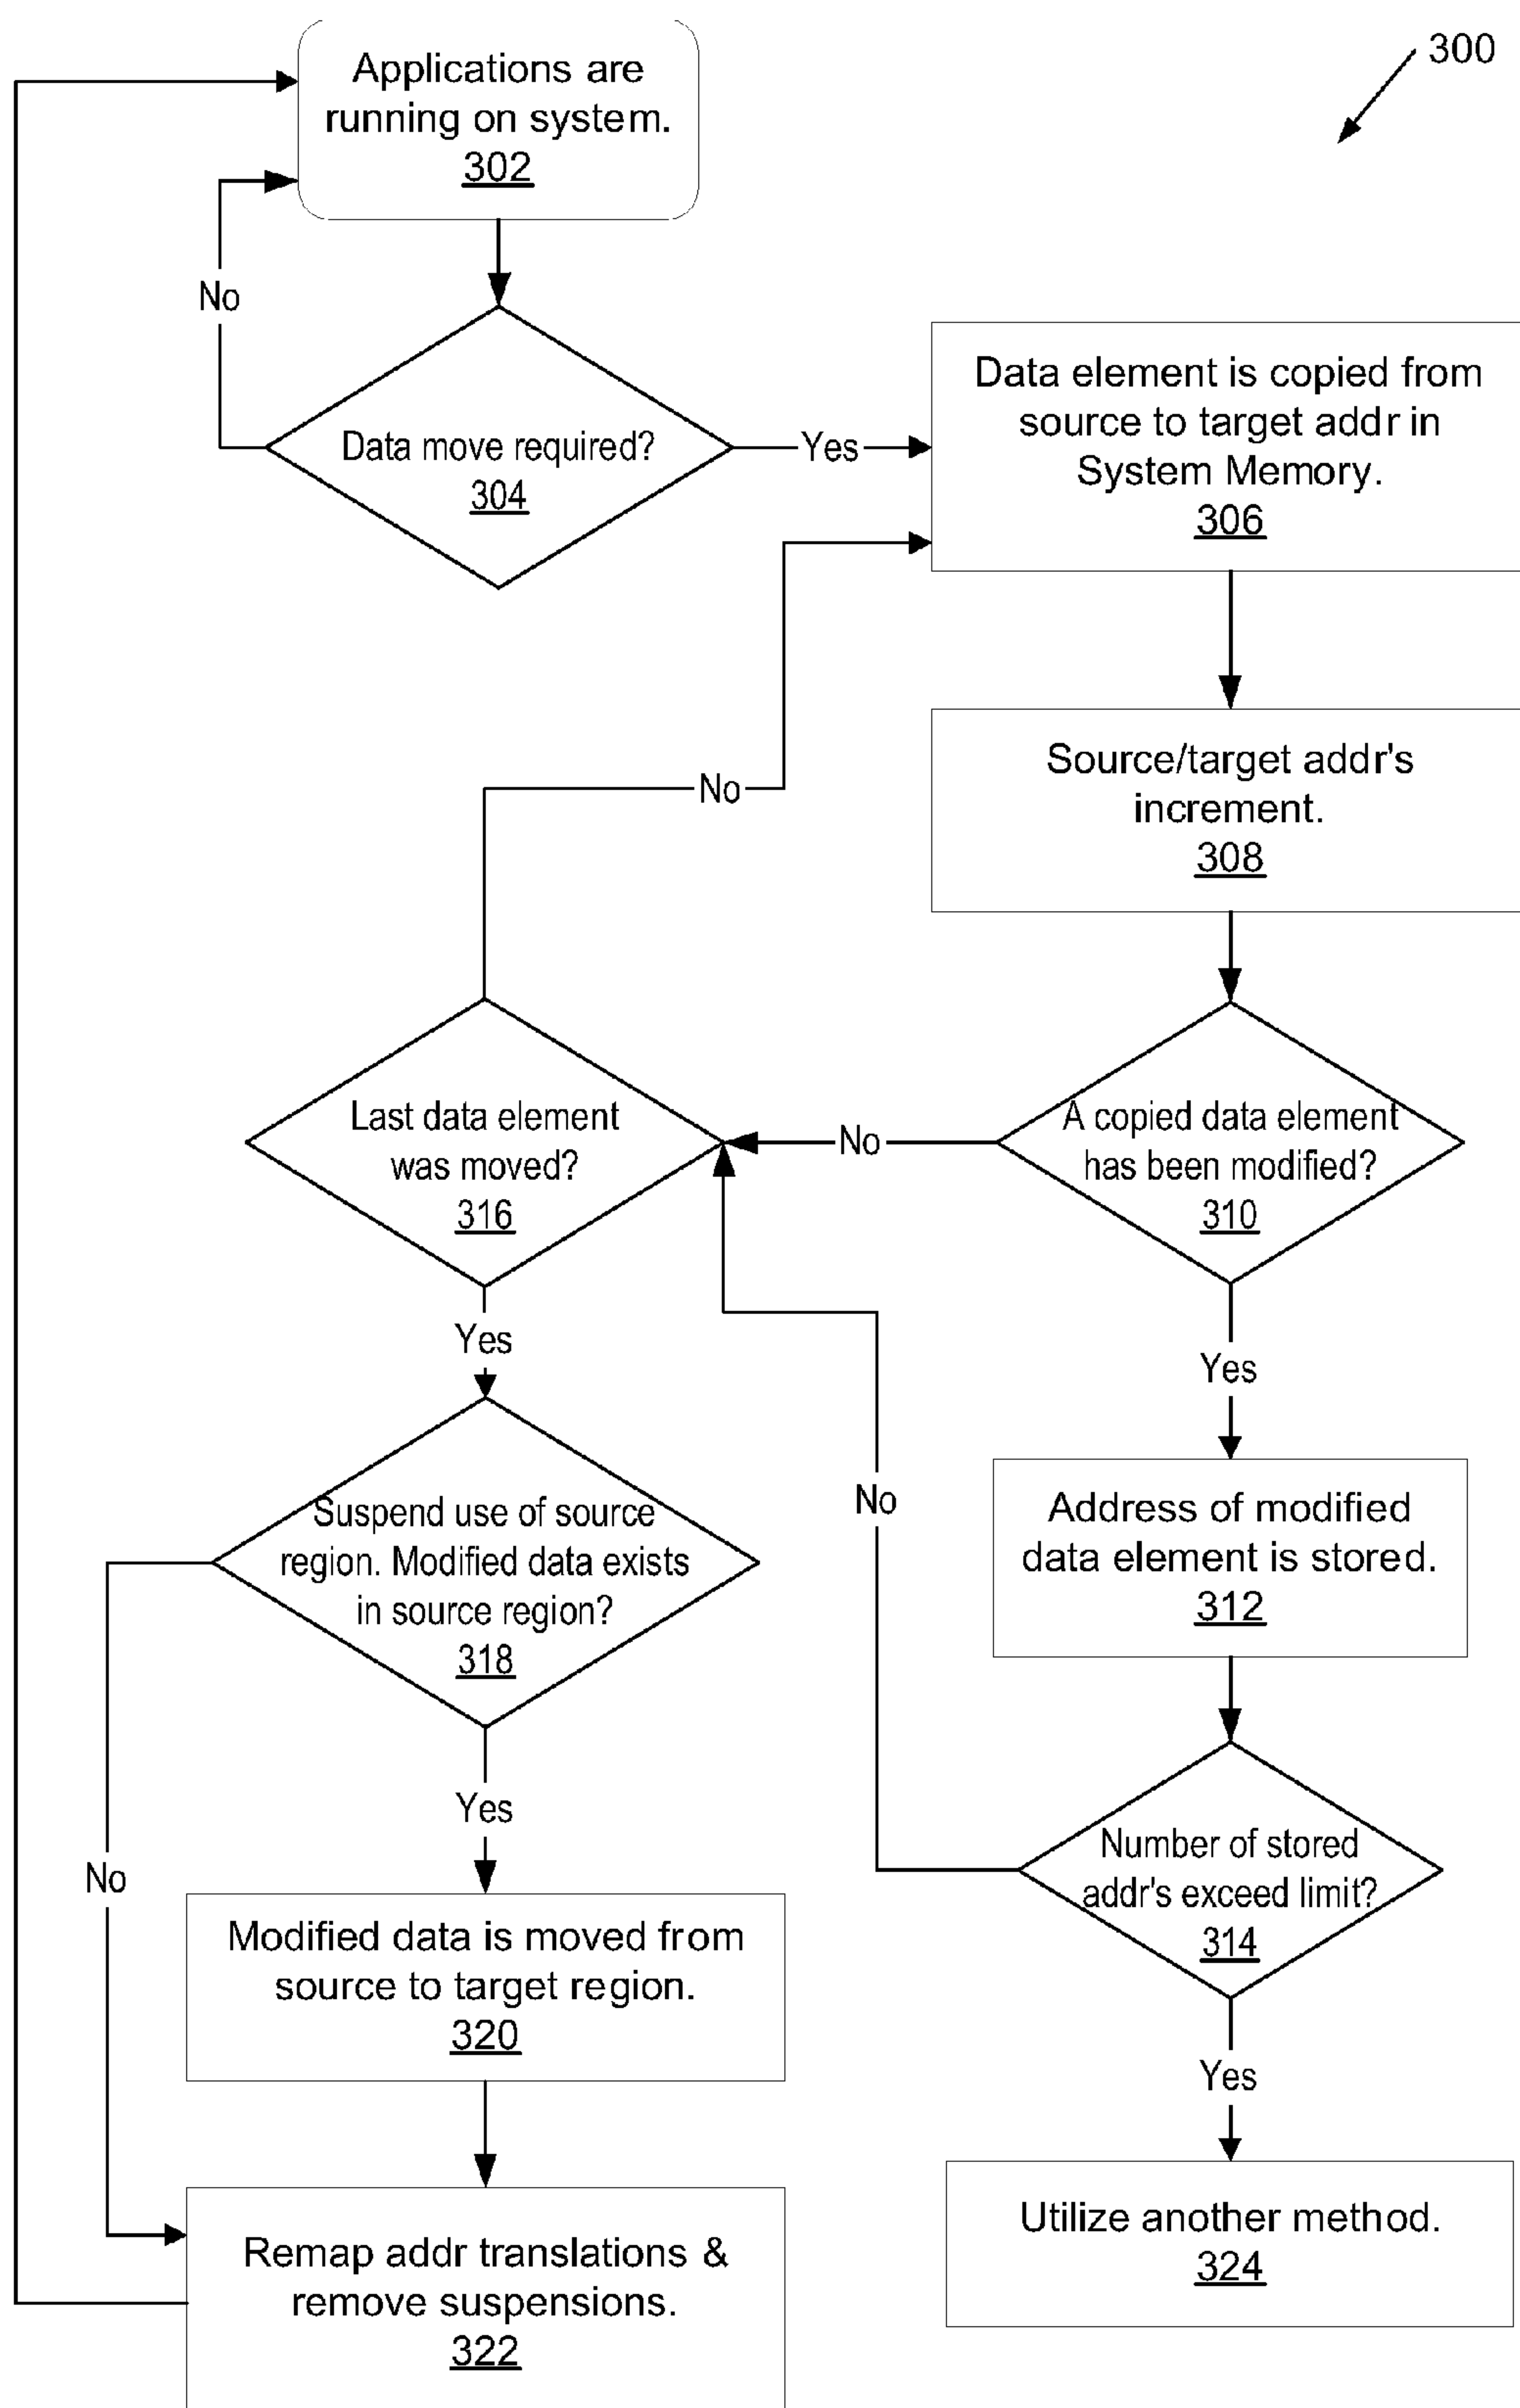 300
Applications are
running on system.
302
No
Data move required?
304
Yes
Data element is copied from
source to target addr in
System Memory.
306
No
Source/target addr's
increment.
308
Last data element
was moved?
316
No
A copied data element
has been modified?
310
Yes
Yes
Suspend use of source
region. Modified data exists
in source region?
318
No
Address of modified
data element is stored.
312
Yes
No
Number of stored
addr's exceed limit?
314
Modified data is moved from
source to target region.
320
Yes
Remap addr translations &
remove suspensions.
322
Utilize another method.
324